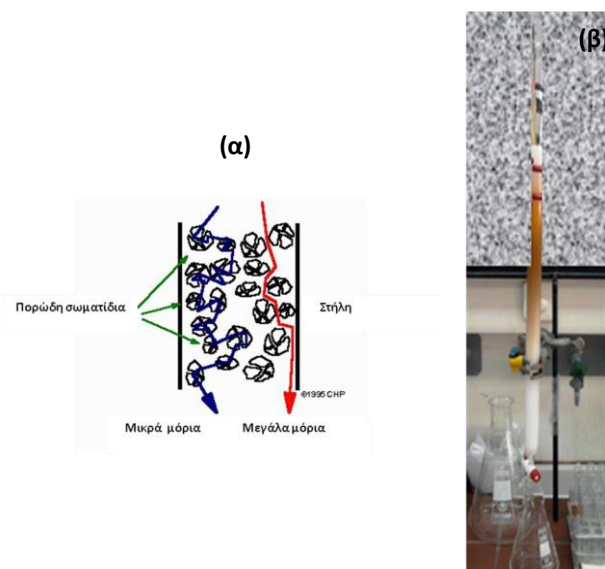 (α)
(β)
Πορώδη σωματίδια
Στήλη
©1995 CHP
Μικρά μόρια
Μεγάλα μόρια